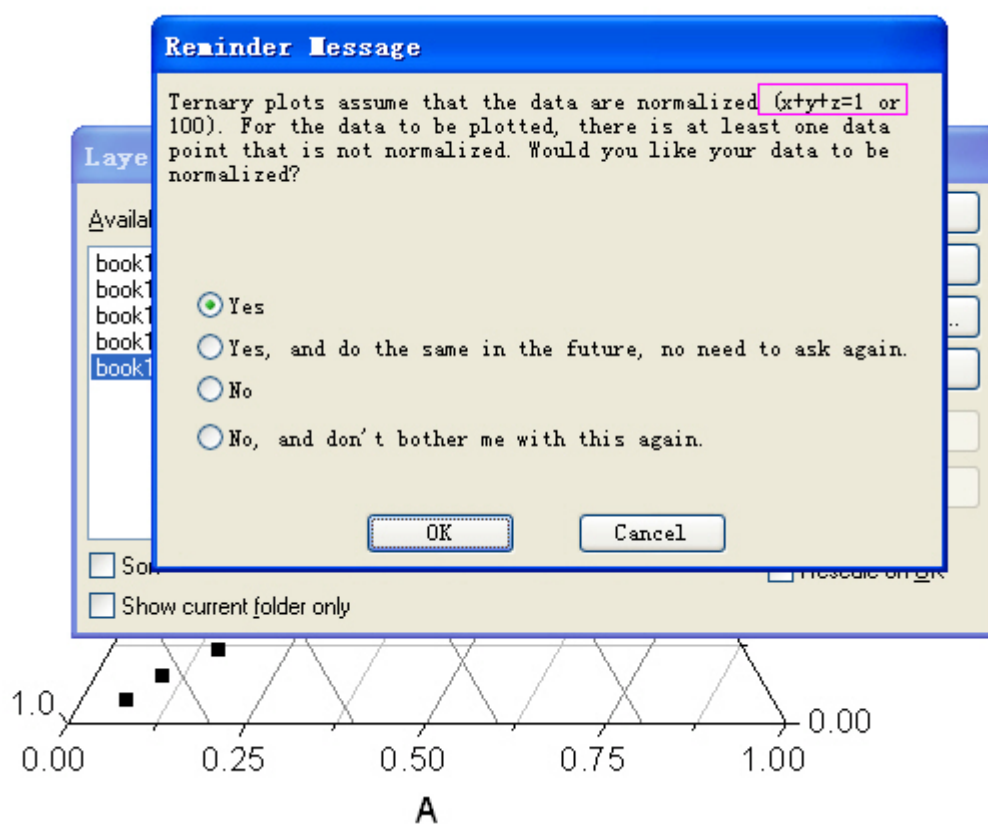 Reminder Message
Ternary plots assume that the data are normalized (x+y+z=1 or
100). For the data to be plotted, there is at least one data
point that is not normalized. Would you like your data to be
normalized?
Laye
Availal
book1
book1
book1
book1
book1
..
Yes
Yes, and do the same in the future, no need to ask again.
No
No, and don't bother me with this again.
OK Cancel
Sor
Rescale on OK
Show current folder only
1.0
0.00
0.00 0.25 0.50 0.75 1.00
A